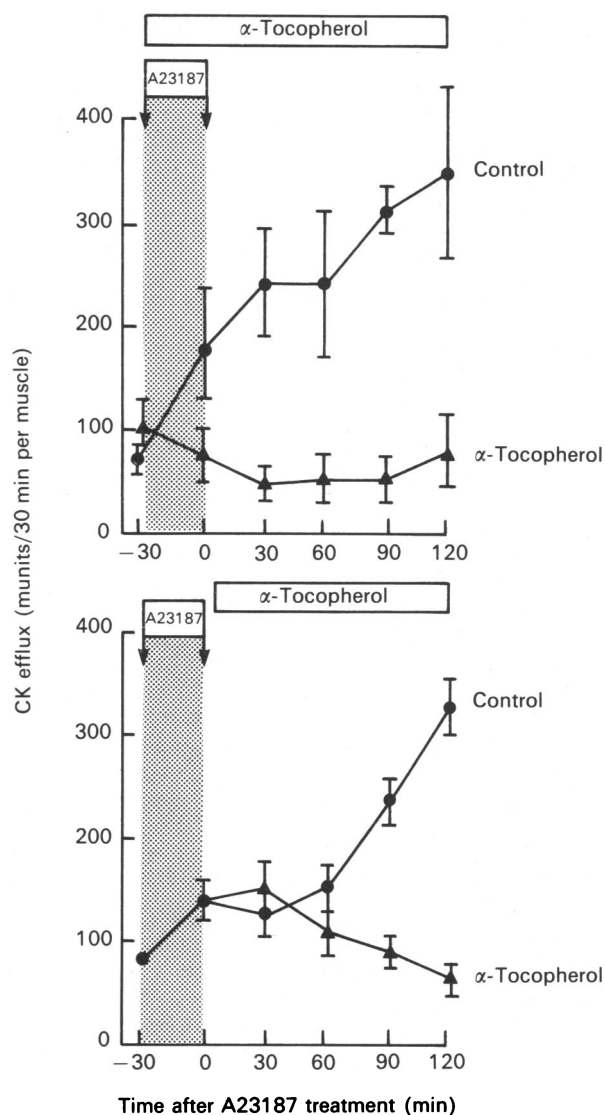 α-Tocopherol
A23187
400
300
200
100
0
Control
α-Tocopherol
−30 0 30 60 90 120
α-Tocopherol
A23187
400
300
200
100
0
Control
α-Tocopherol
−30 0 30 60 90 120
CK efflux (munits/30 min per muscle)
Time after A23187 treatment (min)